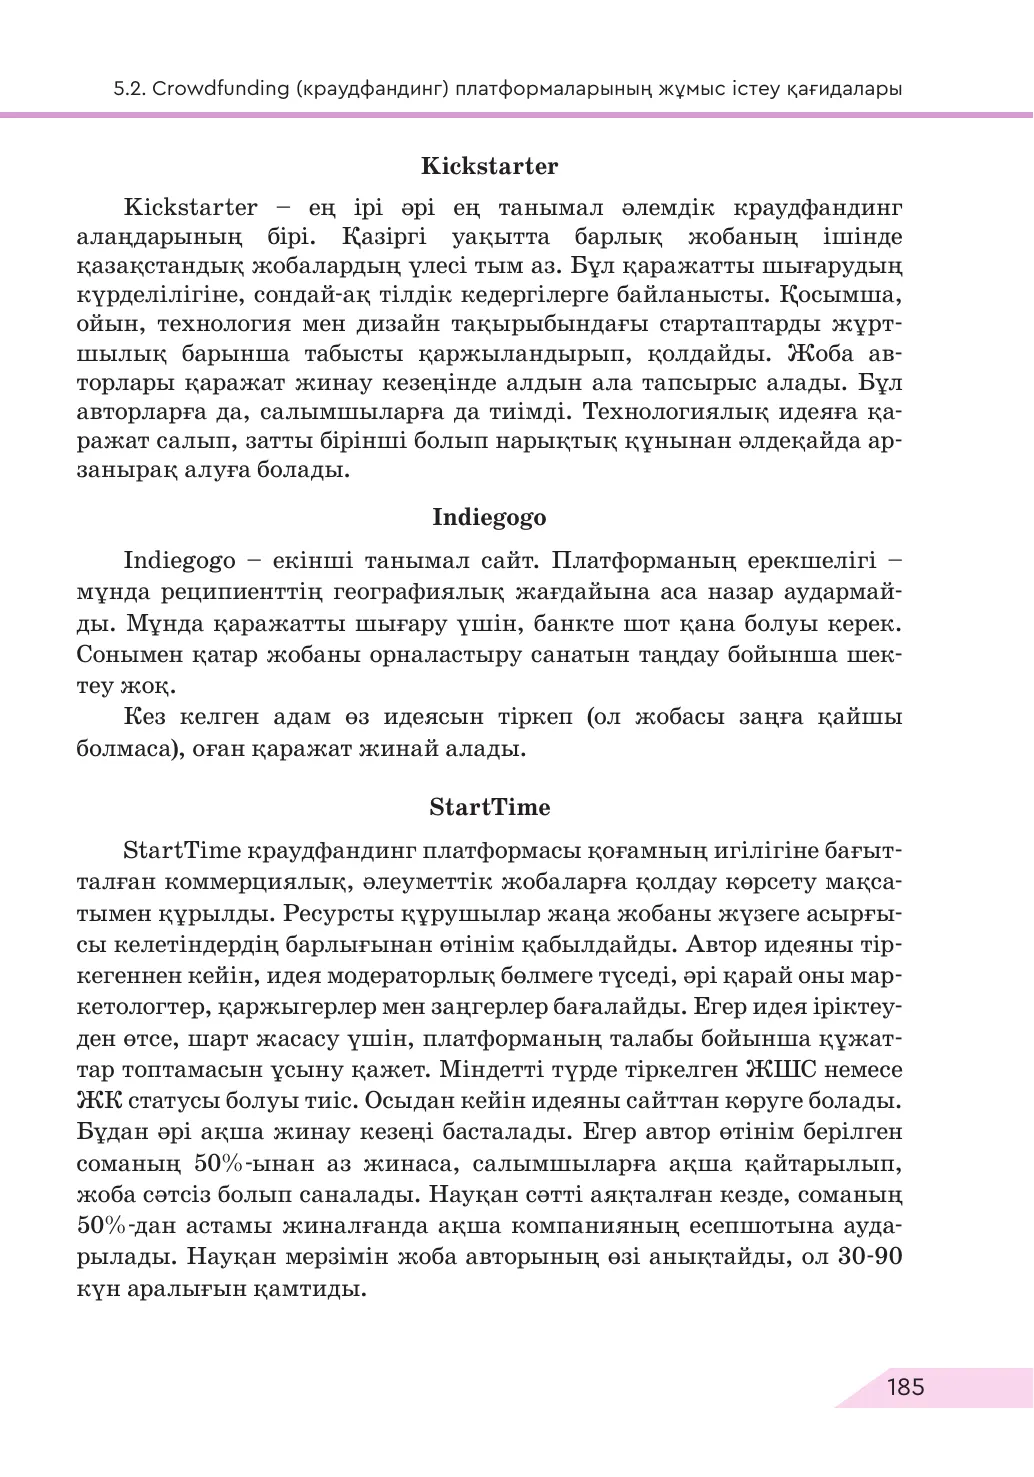 5.2. Crowdfunding (краудфандинг) платформаларының жұмыс істеу қағидалары
Kickstarter
Kickstarter – ең ірі әрі ең танымал әлемдік краудфандинг
алаңдарының бірі. Қазіргі уақытта барлық жобаның ішінде
қазақстандық жобалардың үлесі тым аз. Бұл қаражатты шығарудың
күрделілігіне, сондай-ақ тілдік кедергілерге байланысты. Қосымша,
ойын, технология мен дизайн тақырыбындағы стартаптарды жұрт-
шылық барынша табысты қаржыландырып, қолдайды. Жоба ав-
торлары қаражат жинау кезеңінде алдын ала тапсырыс алады. Бұл
авторларға да, салымшыларға да тиімді. Технологиялық идеяға қа-
ражат салып, затты бірінші болып нарықтық құнынан әлдеқайда ар-
занырақ алуға болады.
Indiegogo
Indiegogo – екінші танымал сайт. Платформаның ерекшелігі –
мұнда реципиенттің географиялық жағдайына аса назар аудармай-
ды. Мұнда қаражатты шығару үшін, банкте шот қана болуы керек.
Сонымен қатар жобаны орналастыру санатын таңдау бойынша шек-
теу жоқ.
Кез келген адам өз идеясын тіркеп (ол жобасы заңға қайшы
болмаса), оған қаражат жинай алады.
StartTime
StartTime краудфандинг платформасы қоғамның игілігіне бағыт-
талған коммерциялық, әлеуметтік жобаларға қолдау көрсету мақса-
тымен құрылды. Ресурсты құрушылар жаңа жобаны жүзеге асырғы-
сы келетіндердің барлығынан өтінім қабылдайды. Автор идеяны тір-
кегеннен кейін, идея модераторлық бөлмеге түседі, әрі қарай оны мар-
кетологтер, қаржыгерлер мен заңгерлер бағалайды. Егер идея іріктеу-
ден өтсе, шарт жасасу үшін, платформаның талабы бойынша құжат-
тар топтамасын ұсыну қажет. Міндетті түрде тіркелген ЖШС немесе
ЖК статусы болуы тиіс. Осыдан кейін идеяны сайттан көруге болады.
Бұдан әрі ақша жинау кезеңі басталады. Егер автор өтінім берілген
соманың 50%-ынан аз жинаса, салымшыларға ақша қайтарылып,
жоба сәтсіз болып саналады. Науқан сәтті аяқталған кезде, соманың
50%-дан астамы жиналғанда ақша компанияның есепшотына ауда-
рылады. Науқан мерзімін жоба авторының өзі анықтайды, ол 30-90
күн аралығын қамтиды.
185